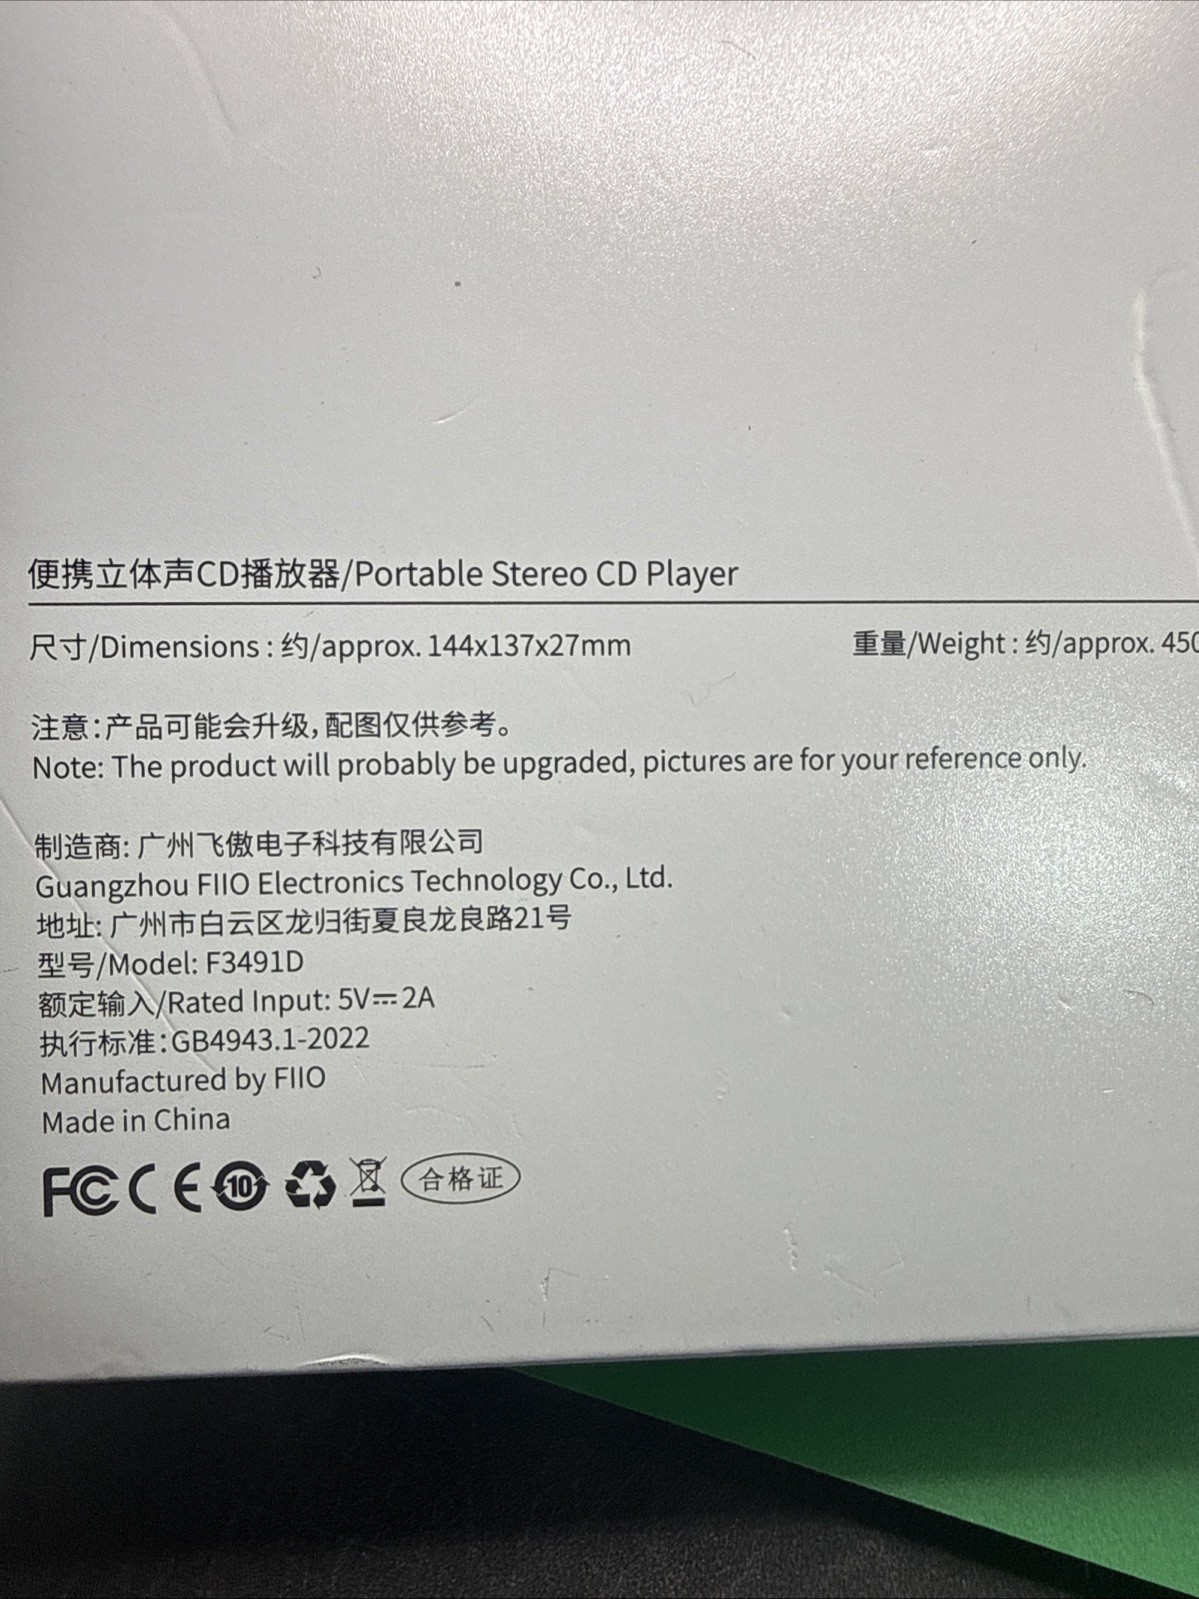 便携立体声CD播放器/Portable Stereo CD Player
尺寸/Dimensions : 约/approx. 144x137x27mm 重量/Weight : 约/approx. 450
注意：产品可能会升级，配图仅供参考。
Note: The product will probably be upgraded, pictures are for your reference only.
制造商: 广州飞傲电子科技有限公司
Guangzhou FIIO Electronics Technology Co., Ltd.
地址: 广州市白云区龙归街夏良龙良路21号
型号/Model: F3491D
额定输入/Rated Input: 5V⎓2A
执行标准：GB4943.1-2022
Manufactured by FIIO
Made in China
FC CE 10 合格证